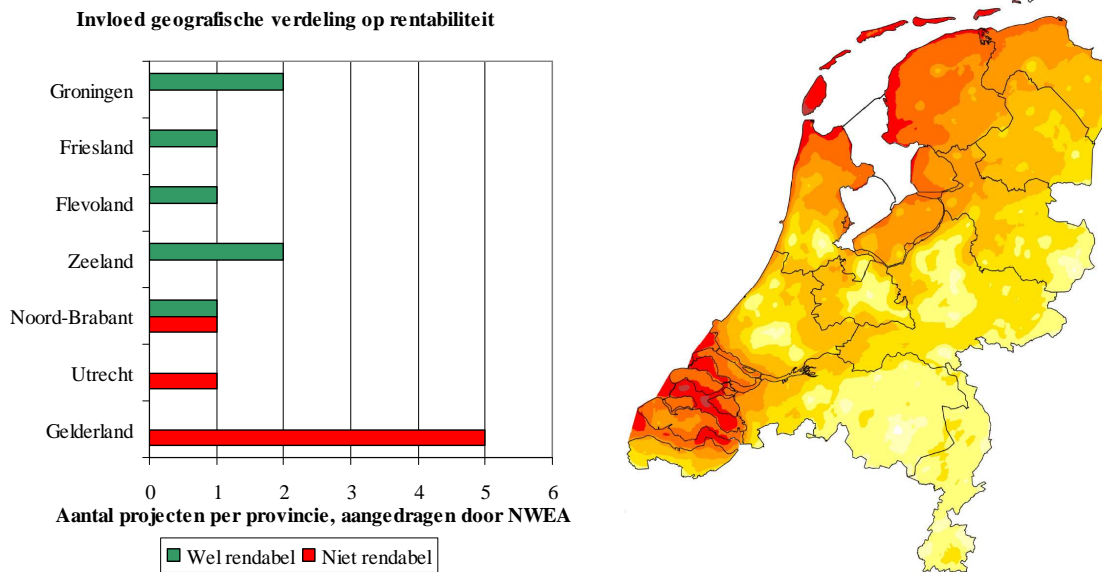 Invloed geografische verdeling op rentabiliteit
Groningen
Friesland
Flevoland
Zeeland
Noord-Brabant
Utrecht
Gelderland
0 1 2 3 4 5 6
Aantal projecten per provincie, aangedragen door NWEA
Wel rendabel Niet rendabel